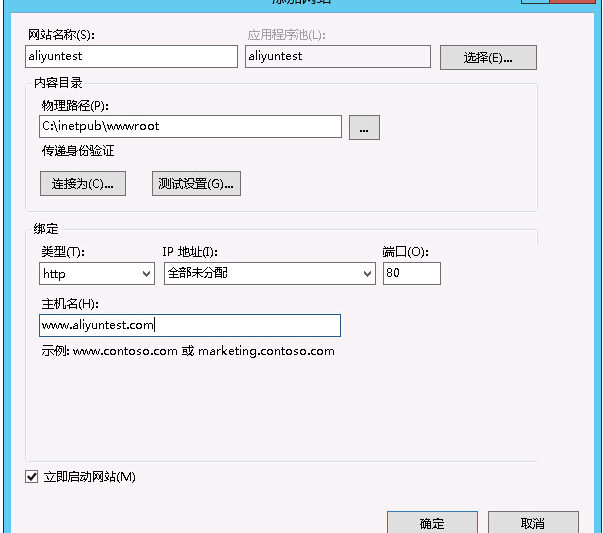 添加网站
网站名称(S): 应用程序池(L):
aliyuntest aliyuntest 选择(E)...
内容目录
物理路径(P):
C:\inetpub\wwwroot ...
传递身份验证
连接为(C)... 测试设置(G)...
绑定
类型(T): IP 地址(I): 端口(O):
http 全部未分配 80
主机名(H):
www.aliyuntest.com
示例: www.contoso.com 或 marketing.contoso.com
立即启动网站(M)
确定 取消